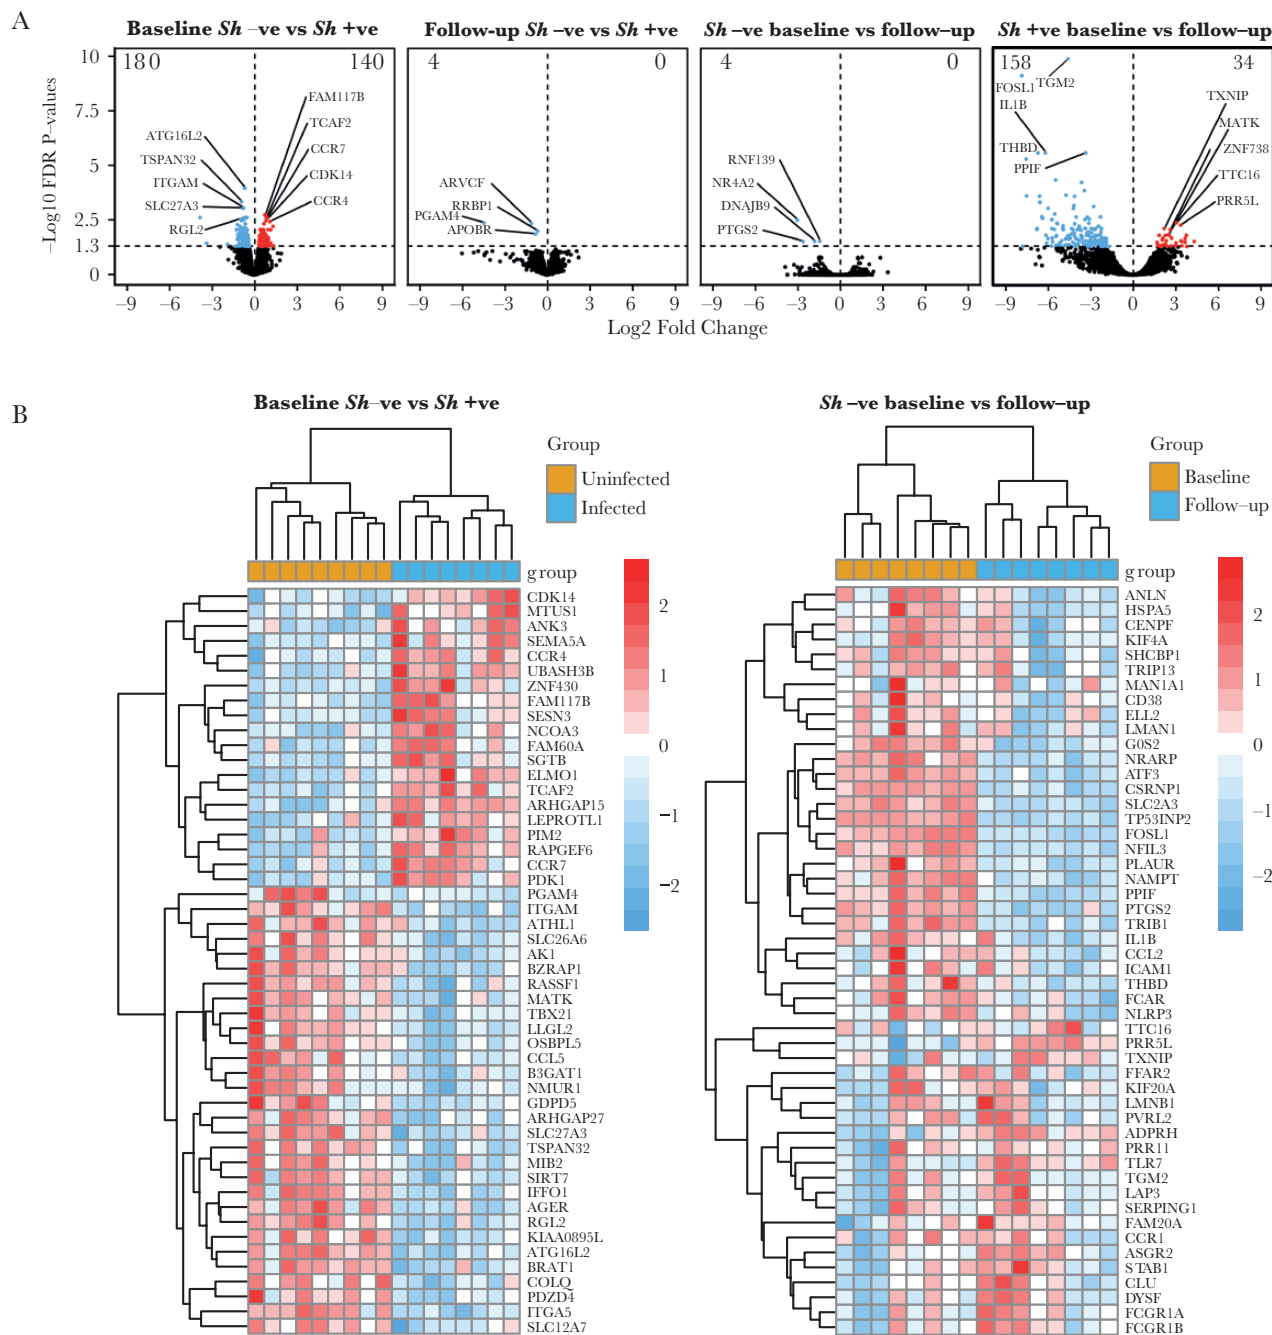 A
Baseline Sh –ve vs Sh +ve
Follow-up Sh –ve vs Sh +ve
Sh –ve baseline vs follow–up
Sh +ve baseline vs follow–up
–Log10 FDR P–values
10
7.5
5
2.5
1.3
0
180
140
FAM117B
TCAF2
CCR7
CDK14
CCR4
ATG16L2
TSPAN32
ITGAM
SLC27A3
RGL2
4
0
ARVCF
RRBP1
PGAM4
APOBR
4
0
RNF139
NR4A2
DNAJB9
PTGS2
158
34
FOSL1
TGM2
IL1B
THBD
PPIF
TXNIP
MATK
ZNF738
TTC16
PRR5L
–9 –6 –3 0 3 6 9
–9 –6 –3 0 3 6 9
–9 –6 –3 0 3 6 9
–9 –6 –3 0 3 6 9
Log2 Fold Change
B
Baseline Sh–ve vs Sh +ve
Group
Uninfected
Infected
group
2
1
0
–1
–2
CDK14
MTUS1
ANK3
SEMA5A
CCR4
UBASH3B
ZNF430
FAM117B
SESN3
NCOA3
FAM60A
SGTB
ELMO1
TCAF2
ARHGAP15
LEPROTL1
PIM2
RAPGEF6
CCR7
PDK1
PGAM4
ITGAM
ATHL1
SLC26A6
AK1
BZRAP1
RASSF1
MATK
TBX21
LLGL2
OSBPL5
CCL5
B3GAT1
NMUR1
GDPD5
ARHGAP27
SLC27A3
TSPAN32
MIB2
SIRT7
IFFO1
AGER
RGL2
KIAA0895L
ATG16L2
BRAT1
COLQ
PDZD4
ITGA5
SLC12A7
Sh –ve baseline vs follow–up
Group
Baseline
Follow–up
group
2
1
0
–1
–2
ANLN
HSPA5
CENPF
KIF4A
SHCBP1
TRIP13
MAN1A1
CD38
ELL2
LMAN1
G0S2
NRARP
ATF3
CSRNP1
SLC2A3
TP53INP2
FOSL1
NFIL3
PLAUR
NAMPT
PPIF
PTGS2
TRIB1
IL1B
CCL2
ICAM1
THBD
FCAR
NLRP3
TTC16
PRR5L
TXNIP
FFAR2
KIF20A
LMNB1
PVRL2
ADPRH
PRR11
TLR7
TGM2
LAP3
SERPING1
FAM20A
CCR1
ASGR2
STAB1
CLU
DYSF
FCGR1A
FCGR1B